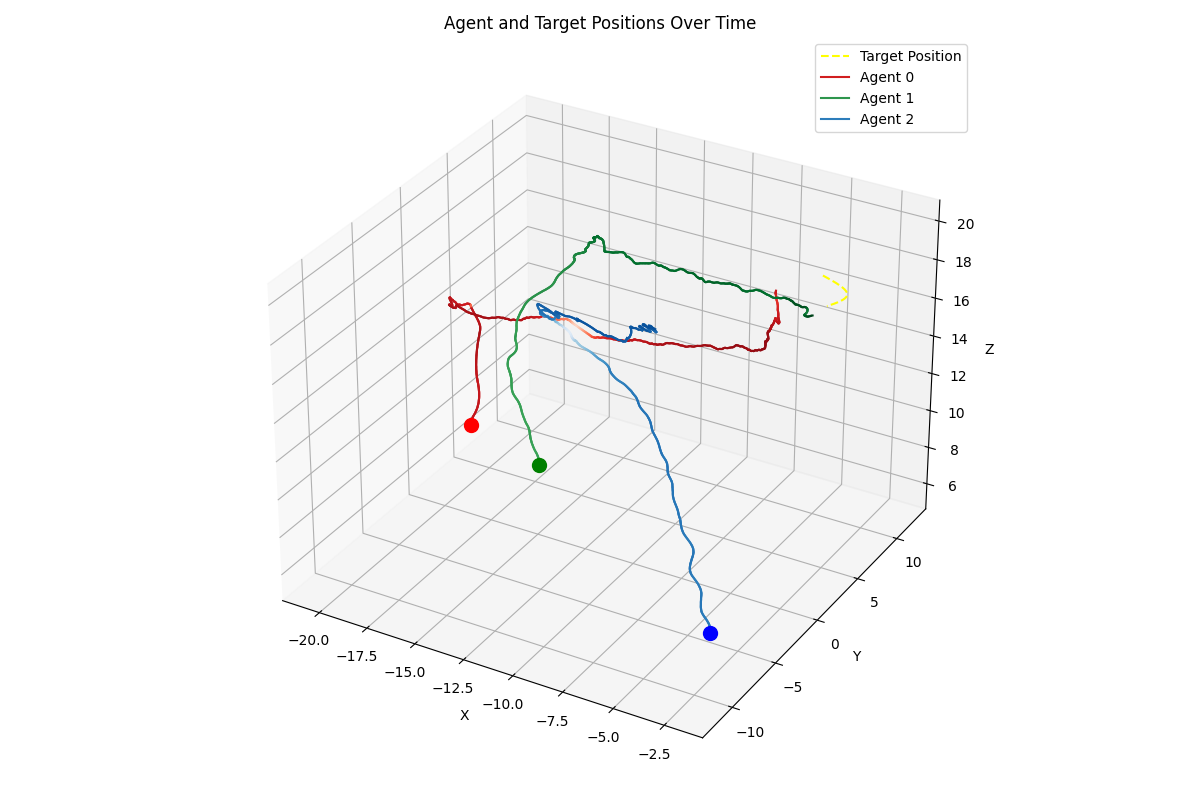 Agent and Target Positions Over Time
Target Position
Agent 0
Agent 1
Agent 2
20
18
16
14
12
10
8
6
Z
10
5
0
−5
−10
Y
−20.0
−17.5
−15.0
−12.5
−10.0
−7.5
−5.0
−2.5
X